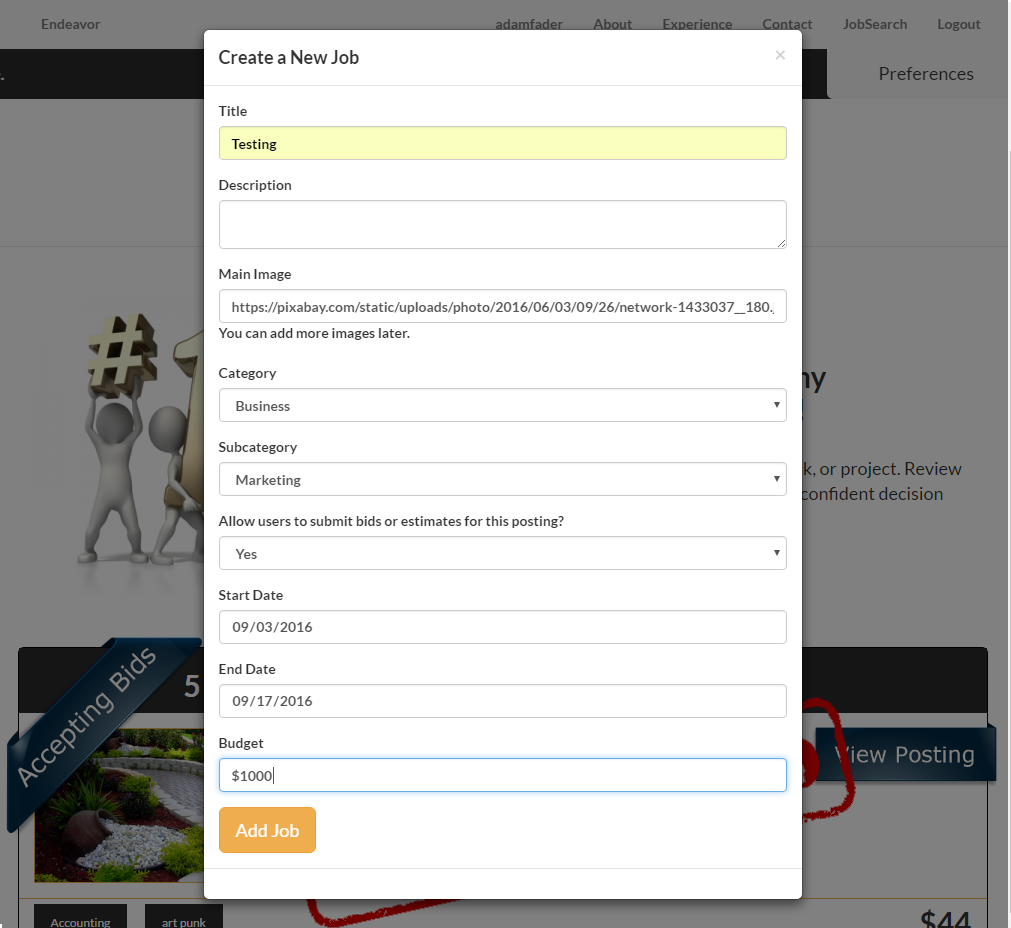 Endeavor adamfader About Experience Contact JobSearch Logout
Create a New Job ×
Preferences
Title
Testing
Description
Main Image
https://pixabay.com/static/uploads/photo/2016/06/03/09/26/network-1433037__180.
You can add more images later.
#1
Category
Business
Subcategory
Marketing
k, or project. Review
confident decision
Allow users to submit bids or estimates for this posting?
Yes
Start Date
09/03/2016
End Date
09/17/2016
Accepting Bids
5
Budget
$1000
View Posting
Add Job
Accounting art punk
$44